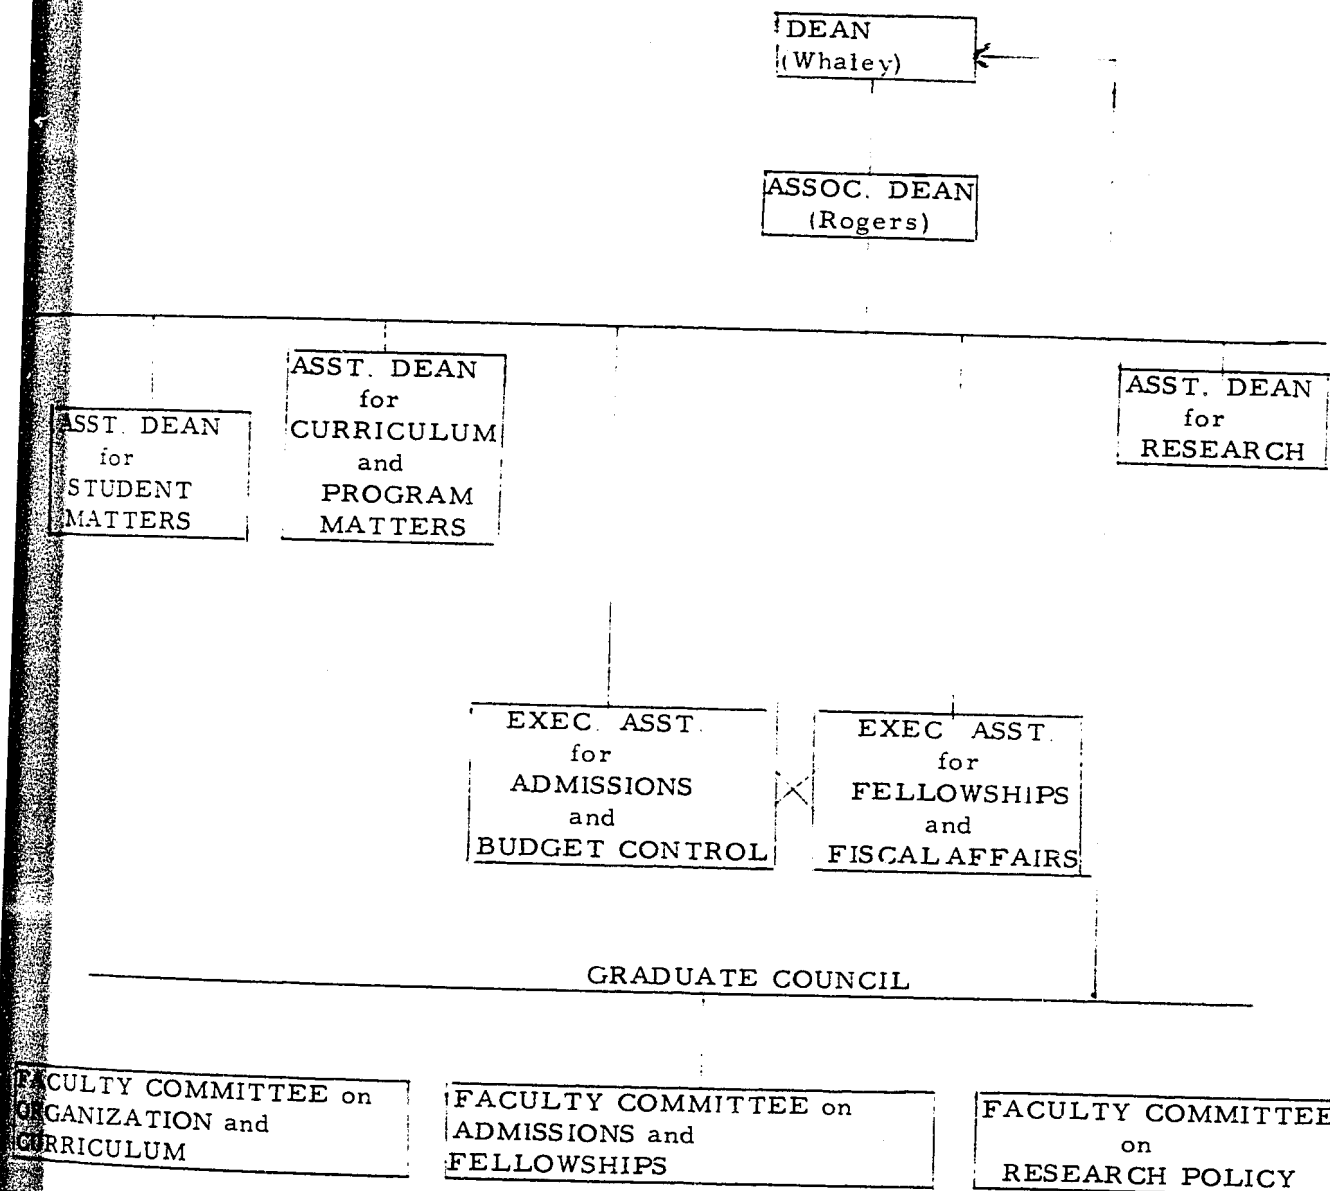 DEAN
(Whaley)
ASSOC. DEAN
(Rogers)
ASST. DEAN
for
STUDENT
MATTERS
ASST. DEAN
for
CURRICULUM
and
PROGRAM
MATTERS
ASST. DEAN
for
RESEARCH
EXEC. ASST.
for
ADMISSIONS
and
BUDGET CONTROL
EXEC ASST.
for
FELLOWSHIPS
and
FISCAL AFFAIRS
GRADUATE COUNCIL
FACULTY COMMITTEE on
ORGANIZATION and
CURRICULUM
FACULTY COMMITTEE on
ADMISSIONS and
FELLOWSHIPS
FACULTY COMMITTEE
on
RESEARCH POLICY